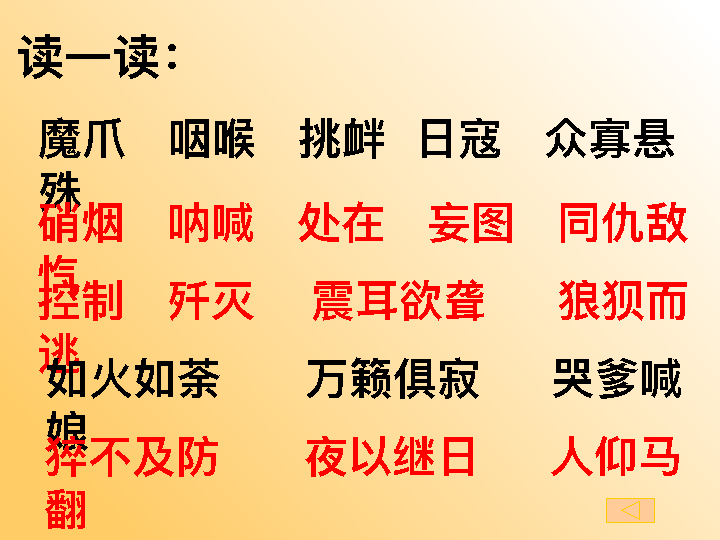 读一读：
魔爪 咽喉 挑衅 日寇 众寡悬
殊
硝烟 呐喊 处在 妄图 同仇敌
忾
控制 歼灭 震耳欲聋 狼狈而
逃
如火如荼 万籁俱寂 哭爹喊
娘
猝不及防 夜以继日 人仰马
翻